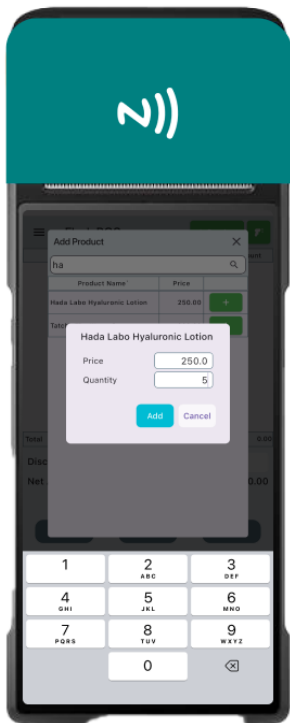 Add Product
ha
Product Name Price
Hada Labo Hyaluronic Lotion 250.00 +
Hada Labo Hyaluronic Lotion
Price 250.0
Quantity 5
Add Cancel
Total 0.00
Net
1 2 3
ABC DEF
4 5 6
GHI JKL MNO
7 8 9
PQRS TUV WXYZ
0